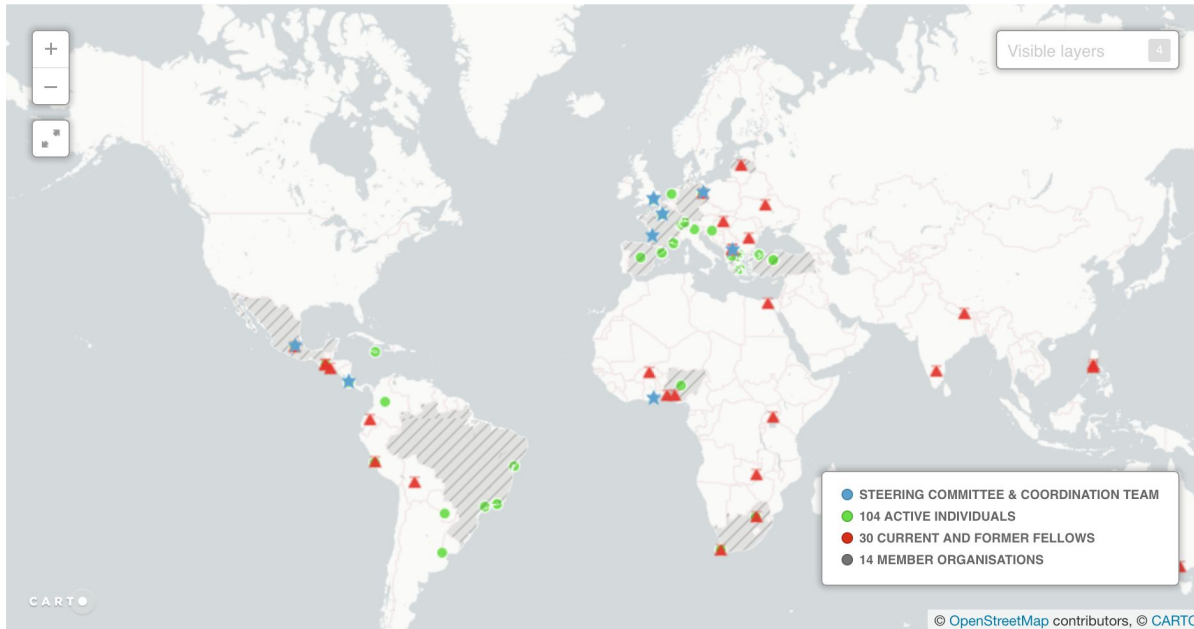 +
Visible layers 4
−
STEERING COMMITTEE & COORDINATION TEAM
104 ACTIVE INDIVIDUALS
30 CURRENT AND FORMER FELLOWS
14 MEMBER ORGANISATIONS
CARTO
© OpenStreetMap contributors, © CARTO